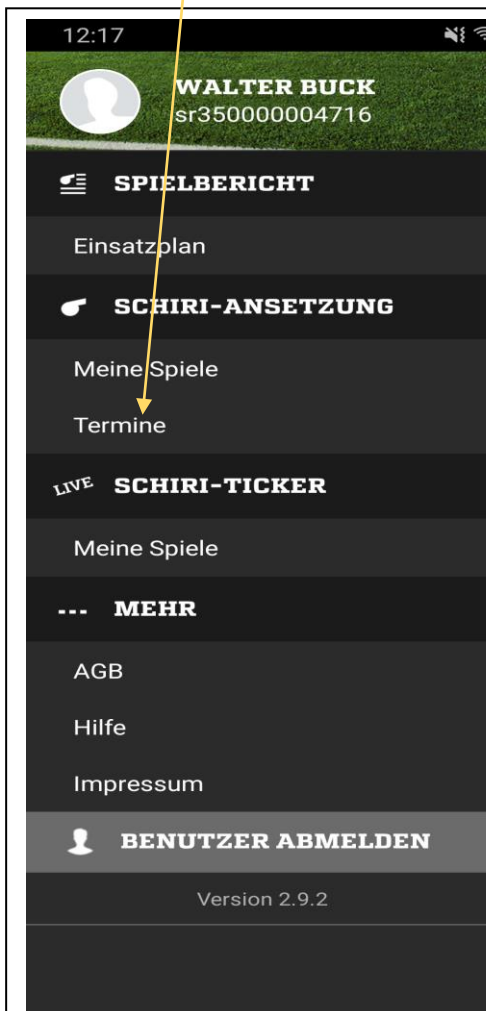 12:17
WALTER BUCK
sr350000004716
SPIELBERICHT
Einsatzplan
SCHIRI-ANSETZUNG
Meine Spiele
Termine
LIVE SCHIRI-TICKER
Meine Spiele
--- MEHR
AGB
Hilfe
Impressum
BENUTZER ABMELDEN
Version 2.9.2